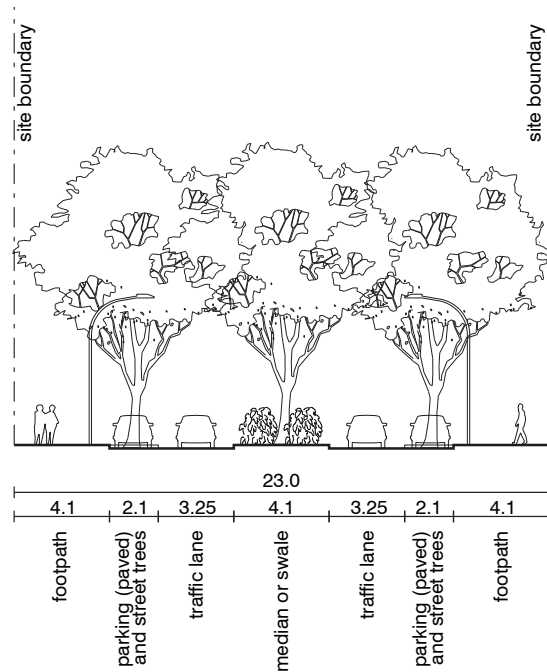 site boundary
site boundary
23.0
4.1 2.1 3.25 4.1 3.25 2.1 4.1
footpath
parking (paved)
and street trees
traffic lane
median or swale
traffic lane
parking (paved)
and street trees
footpath